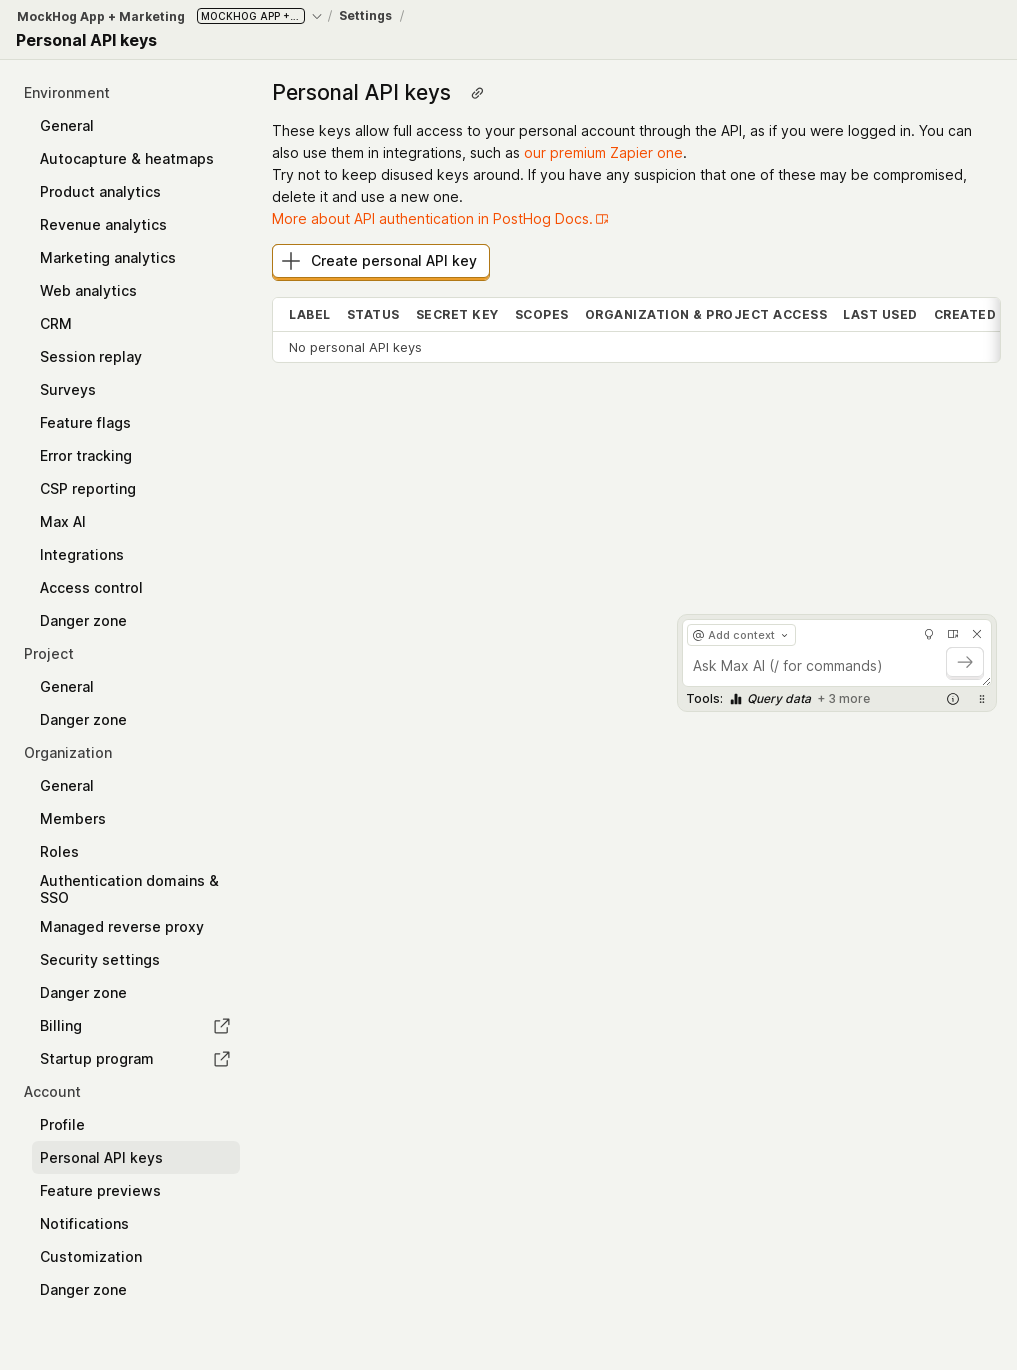 MockHog App + Marketing MOCKHOG APP +... / Settings /
Personal API keys
Environment
General
Autocapture & heatmaps
Product analytics
Revenue analytics
Marketing analytics
Web analytics
CRM
Session replay
Surveys
Feature flags
Error tracking
CSP reporting
Max AI
Integrations
Access control
Danger zone
Project
General
Danger zone
Organization
General
Members
Roles
Authentication domains &
SSO
Managed reverse proxy
Security settings
Danger zone
Billing
Startup program
Account
Profile
Personal API keys
Feature previews
Notifications
Customization
Danger zone
Personal API keys
These keys allow full access to your personal account through the API, as if you were logged in. You can
also use them in integrations, such as our premium Zapier one.
Try not to keep disused keys around. If you have any suspicion that one of these may be compromised,
delete it and use a new one.
More about API authentication in PostHog Docs.
Create personal API key
LABEL STATUS SECRET KEY SCOPES ORGANIZATION & PROJECT ACCESS LAST USED CREATED
No personal API keys
@ Add context
Ask Max AI (/ for commands)
Tools: Query data + 3 more